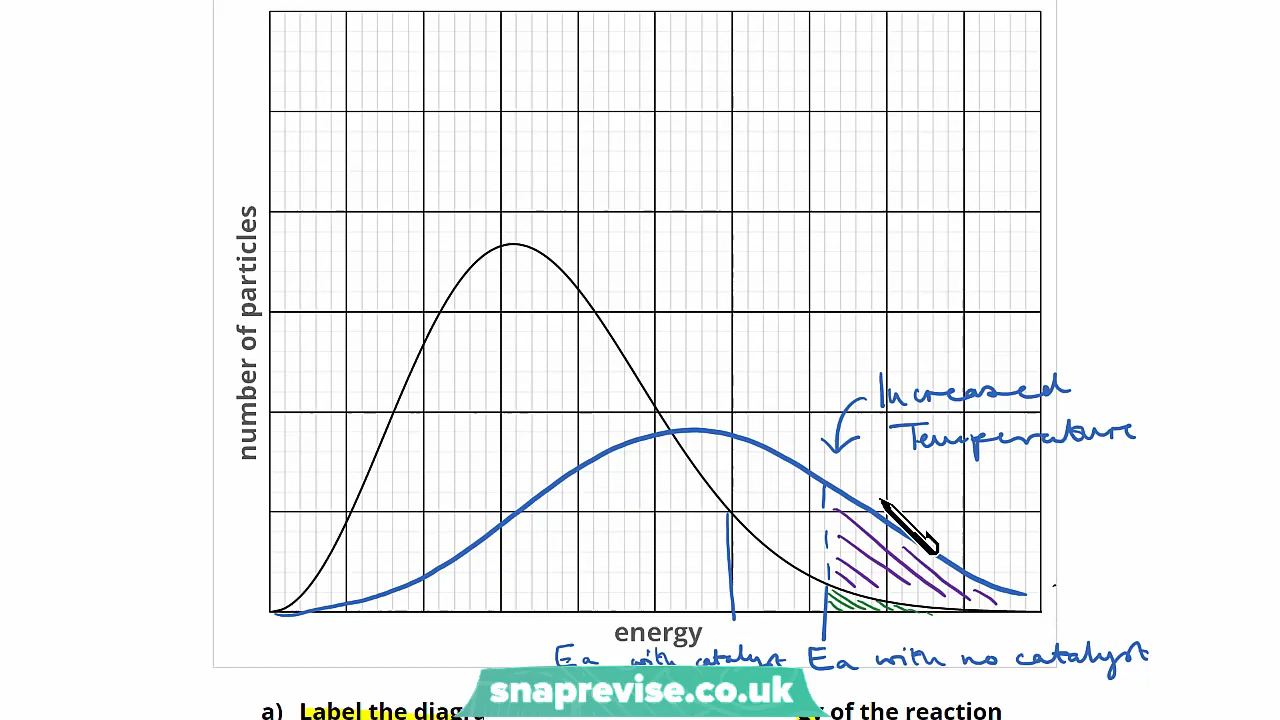 number of particles
Increased
Temperature
energy
Ea with catalyst
Ea with no catalyst
snaprevise.co.uk
a) Label the diagra
of the reaction